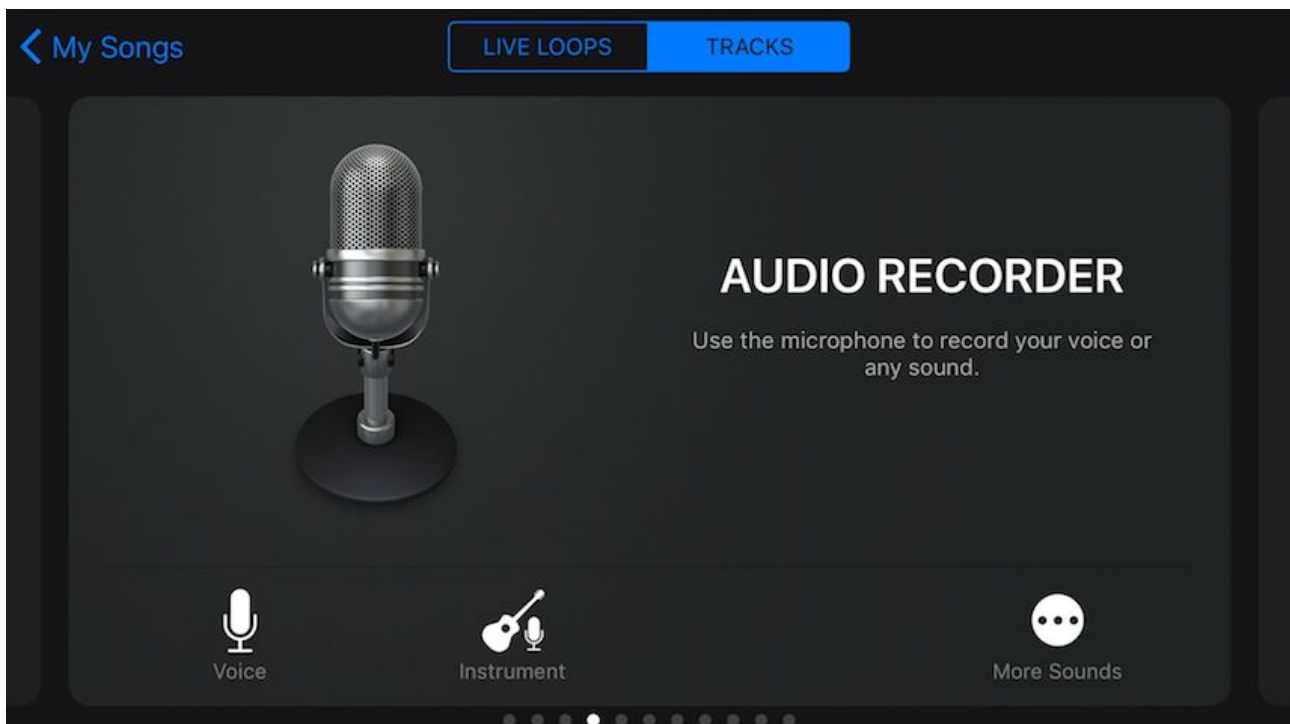 My Songs
LIVE LOOPS
TRACKS
AUDIO RECORDER
Use the microphone to record your voice or
any sound.
Voice
Instrument
More Sounds